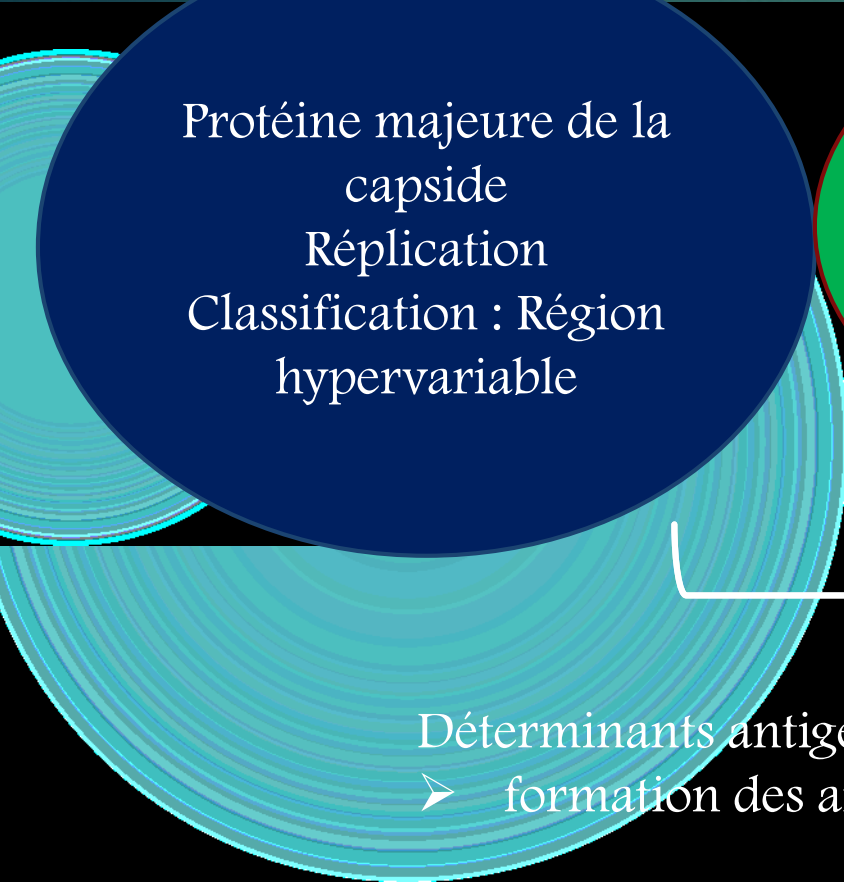 Protéine majeure de la
capside
Réplication
Classification : Région
hypervariable
Déterminants
➢ formation des